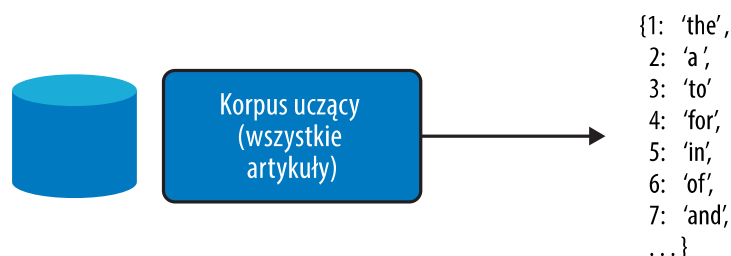 Korpus uczący
(wszystkie
artykuły)
{1: 'the',
2: 'a',
3: 'to'
4: 'for',
5: 'in',
6: 'of',
7: 'and',
...}